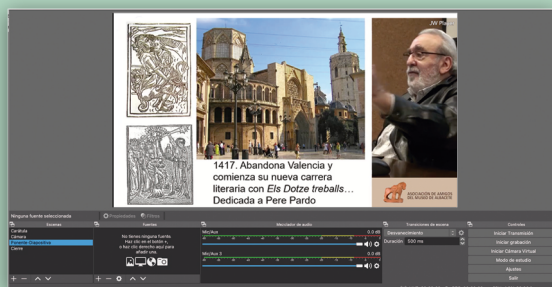 JW Pla
1417. Abandona Valencia y
comienza su nueva carrera
literaria con Els Dotze treballs…
Dedicada a Pere Pardo
ASOCIACIÓN DE AMIGOS
DEL MUSEO DE ALBACETE
Ninguna fuente seleccionada
Propiedades
Filtros
Escenas
Fuentes
Mezclador de audio
Transiciones de escena
Controles
Carátula
Cámara
Ponente-Diapositiva
Cierre
No tienes ninguna fuente.
Haz clic en el botón +,
o haz clic derecho aquí para
añadir una.
Mic/Aux
0.0 dB
Mic/Aux 3
0.0 dB
Desvanecimiento
Duración 500 ms
Iniciar Transmisión
Iniciar grabación
Iniciar Cámara Virtual
Modo de estudio
Ajustes
Salir